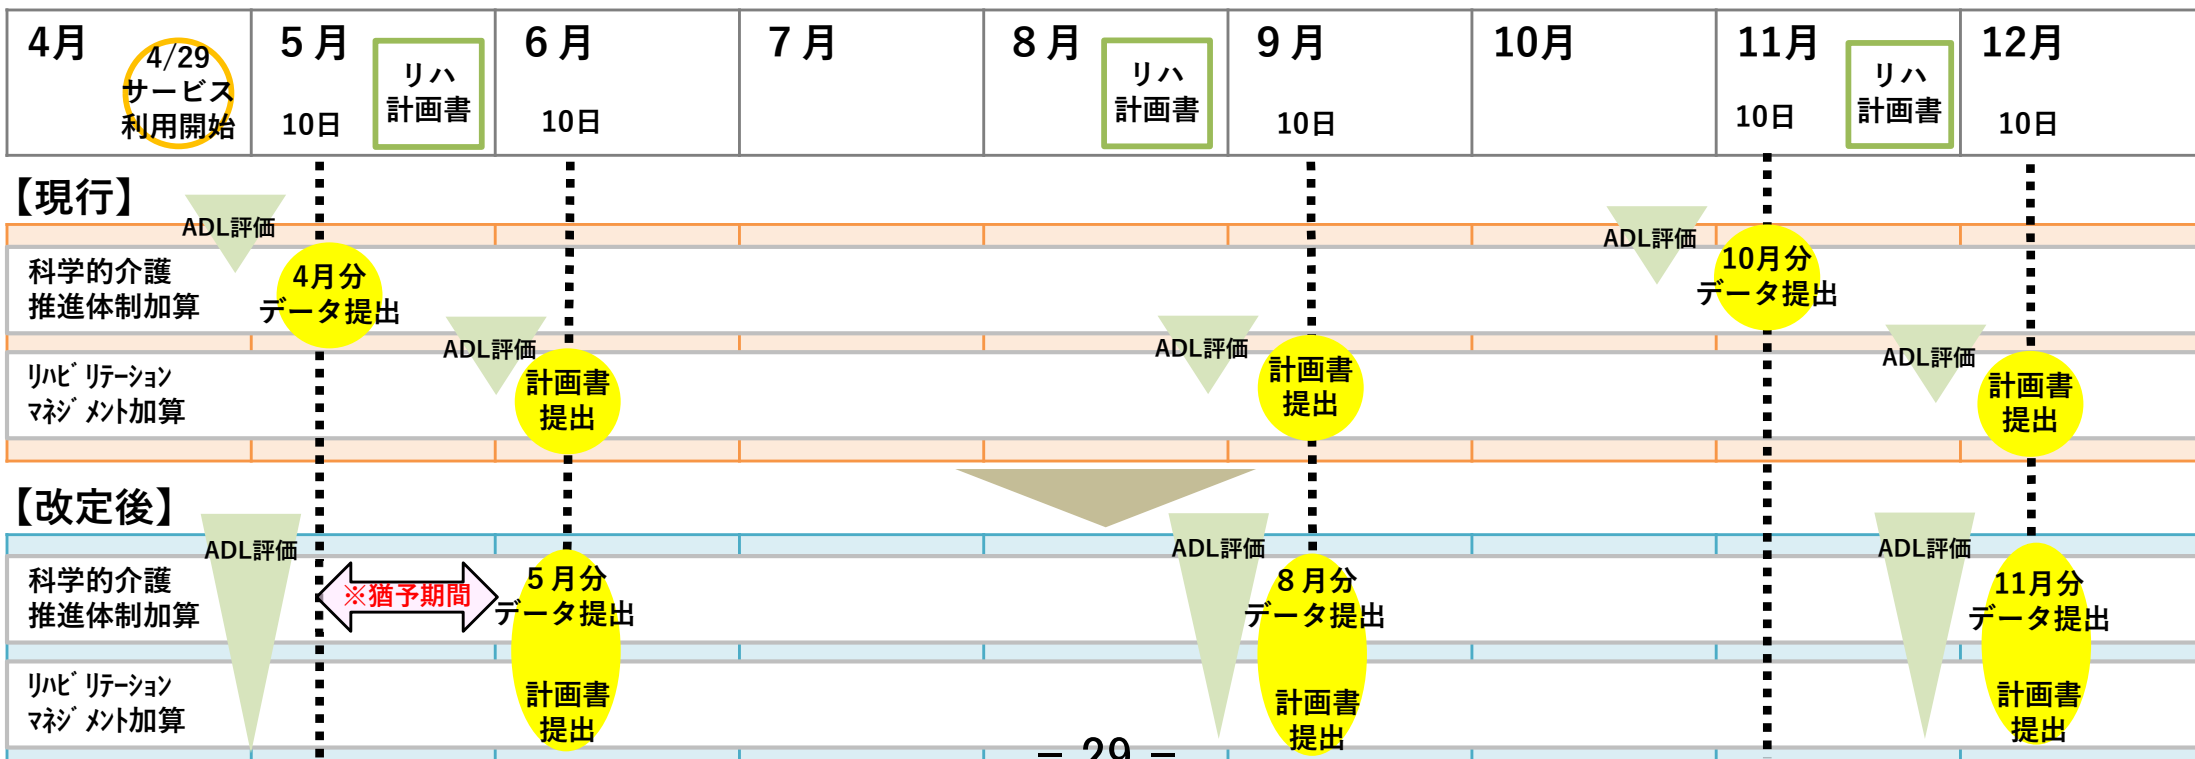 4月
4/29
サービス
利用開始
5月
10日
リハ
計画書
6月
10日
7月
8月
リハ
計画書
9月
10日
10月
11月
10日
リハ
計画書
12月
10日
【現行】
ADL評価
ADL評価
科学的介護
推進体制加算
4月分
データ提出
10月分
データ提出
ADL評価
ADL評価
ADL評価
リハビリテーション
マネジメント加算
計画書
提出
計画書
提出
計画書
提出
【改定後】
ADL評価
ADL評価
ADL評価
科学的介護
推進体制加算
※猶予期間
5月分
データ提出
8月分
データ提出
11月分
データ提出
リハビリテーション
マネジメント加算
計画書
提出
計画書
提出
計画書
提出
- 29 -